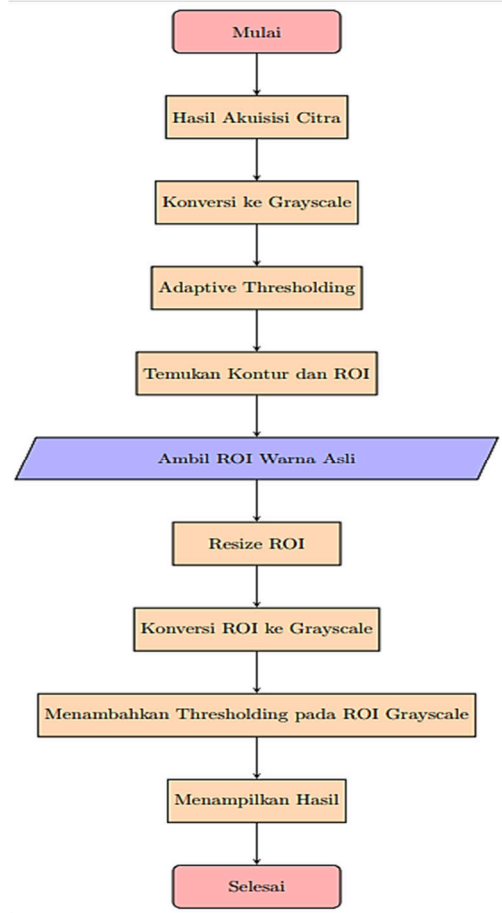 Mulai
Hasil Akuisisi Citra
Konversi ke Grayscale
Adaptive Thresholding
Temukan Kontur dan ROI
Ambil ROI Warna Asli
Resize ROI
Konversi ROI ke Grayscale
Menambahkan Thresholding pada ROI Grayscale
Menampilkan Hasil
Selesai